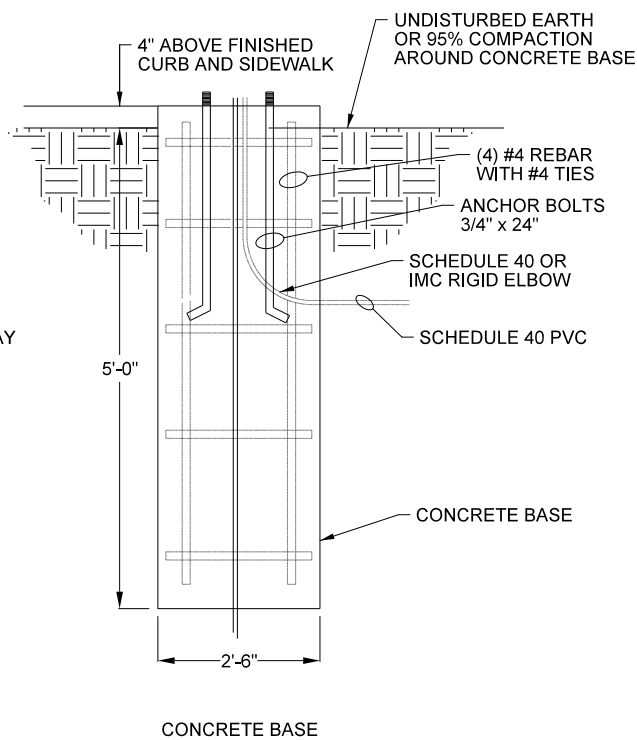 UNDISTURBED EARTH
OR 95% COMPACTION
AROUND CONCRETE BASE
4" ABOVE FINISHED
CURB AND SIDEWALK
(4) #4 REBAR
WITH #4 TIES
ANCHOR BOLTS
3/4" x 24"
SCHEDULE 40 OR
IMC RIGID ELBOW
SCHEDULE 40 PVC
AY
5'-0"
CONCRETE BASE
2'-6"
CONCRETE BASE